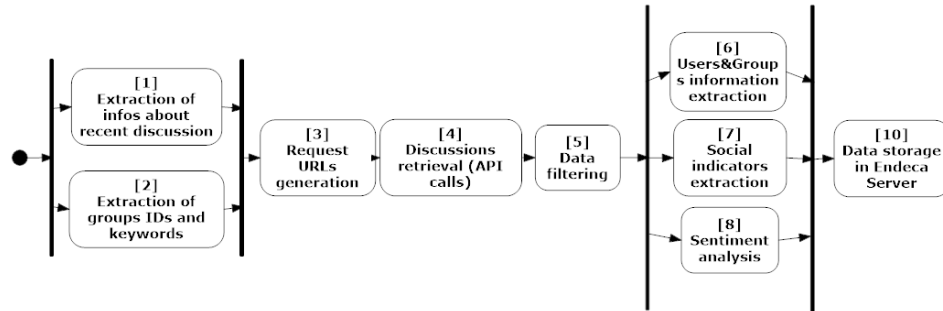 [1]
Extraction of
infos about
recent discussion
[2]
Extraction of
groups IDs and
keywords
[3]
Request
URLs
generation
[4]
Discussions
retrieval (API
calls)
[5]
Data
filtering
[6]
Users&Group
s information
extraction
[7]
Social
indicators
extraction
[8]
Sentiment
analysis
[10]
Data storage
in Endeca
Server